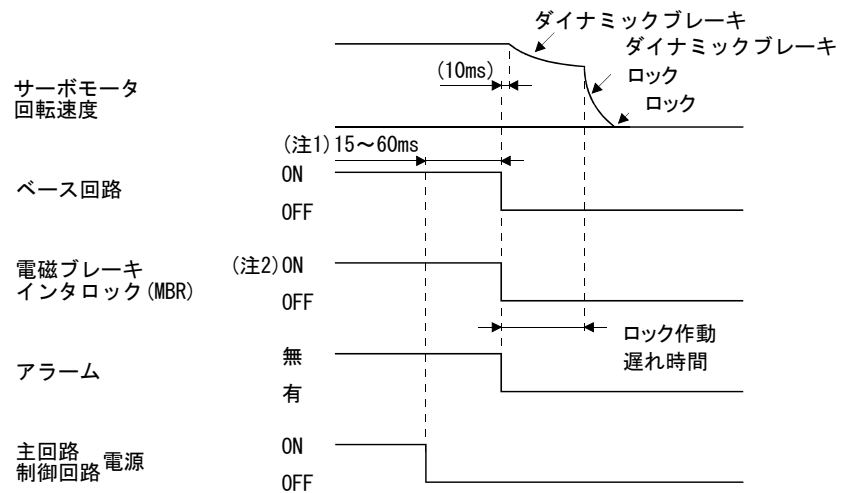 ダイナミックブレーキ
ダイナミックブレーキ
ロック
ロック
(10ms)
サーボモータ
回転速度
(注1)15～60ms
ON
ベース回路
OFF
電磁ブレーキ
インタロック(MBR)
(注2)ON
OFF
ロック作動
遅れ時間
無
アラーム
有
主回路
制御回路
電源
ON
OFF